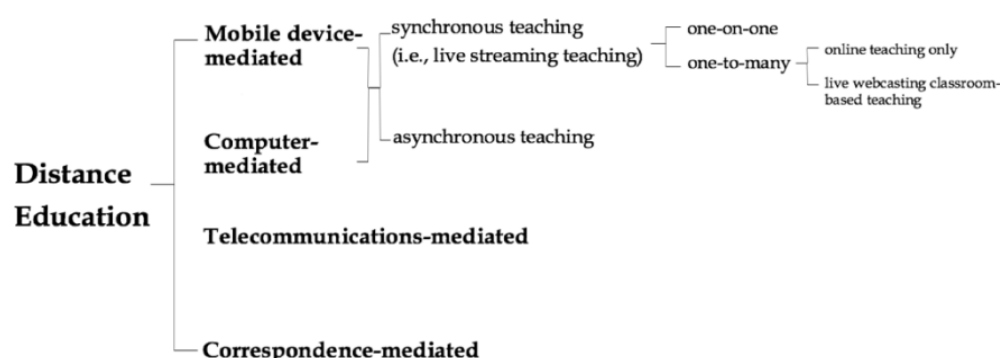 Mobile device-
mediated
synchronous teaching
(i.e., live streaming teaching)
one-on-one
one-to-many
online teaching only
live webcasting classroom-
based teaching
asynchronous teaching
Computer-
mediated
Distance
Education
Telecommunications-mediated
Correspondence-mediated